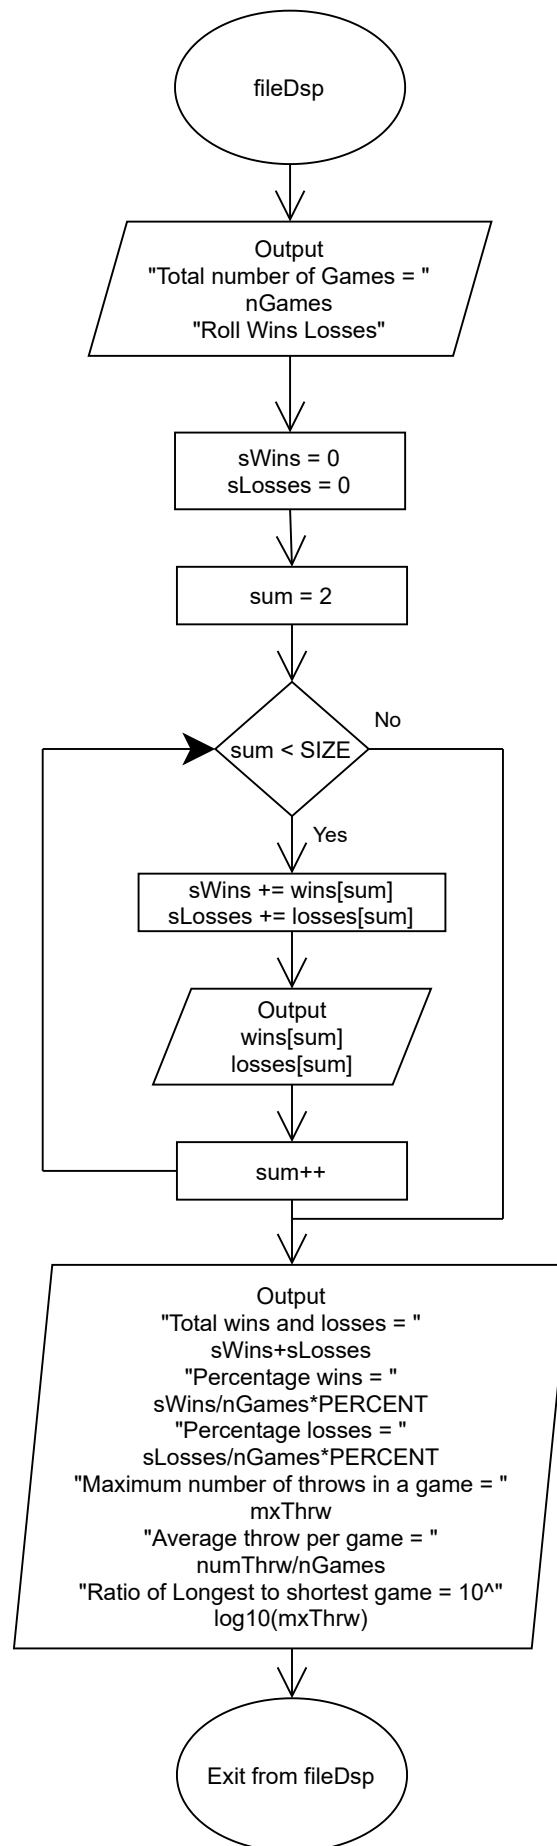 fileDsp
Output
"Total number of Games = "
nGames
"Roll Wins Losses"
sWins = 0
sLosses = 0
sum = 2
sum < SIZE
No
Yes
sWins += wins[sum]
sLosses += losses[sum]
Output
wins[sum]
losses[sum]
sum++
Output
"Total wins and losses = "
sWins+sLosses
"Percentage wins = "
sWins/nGames*PERCENT
"Percentage losses = "
sLosses/nGames*PERCENT
"Maximum number of throws in a game = "
mxThrw
"Average throw per game = "
numThrw/nGames
"Ratio of Longest to shortest game = 10^"
log10(mxThrw)
Exit from fileDsp